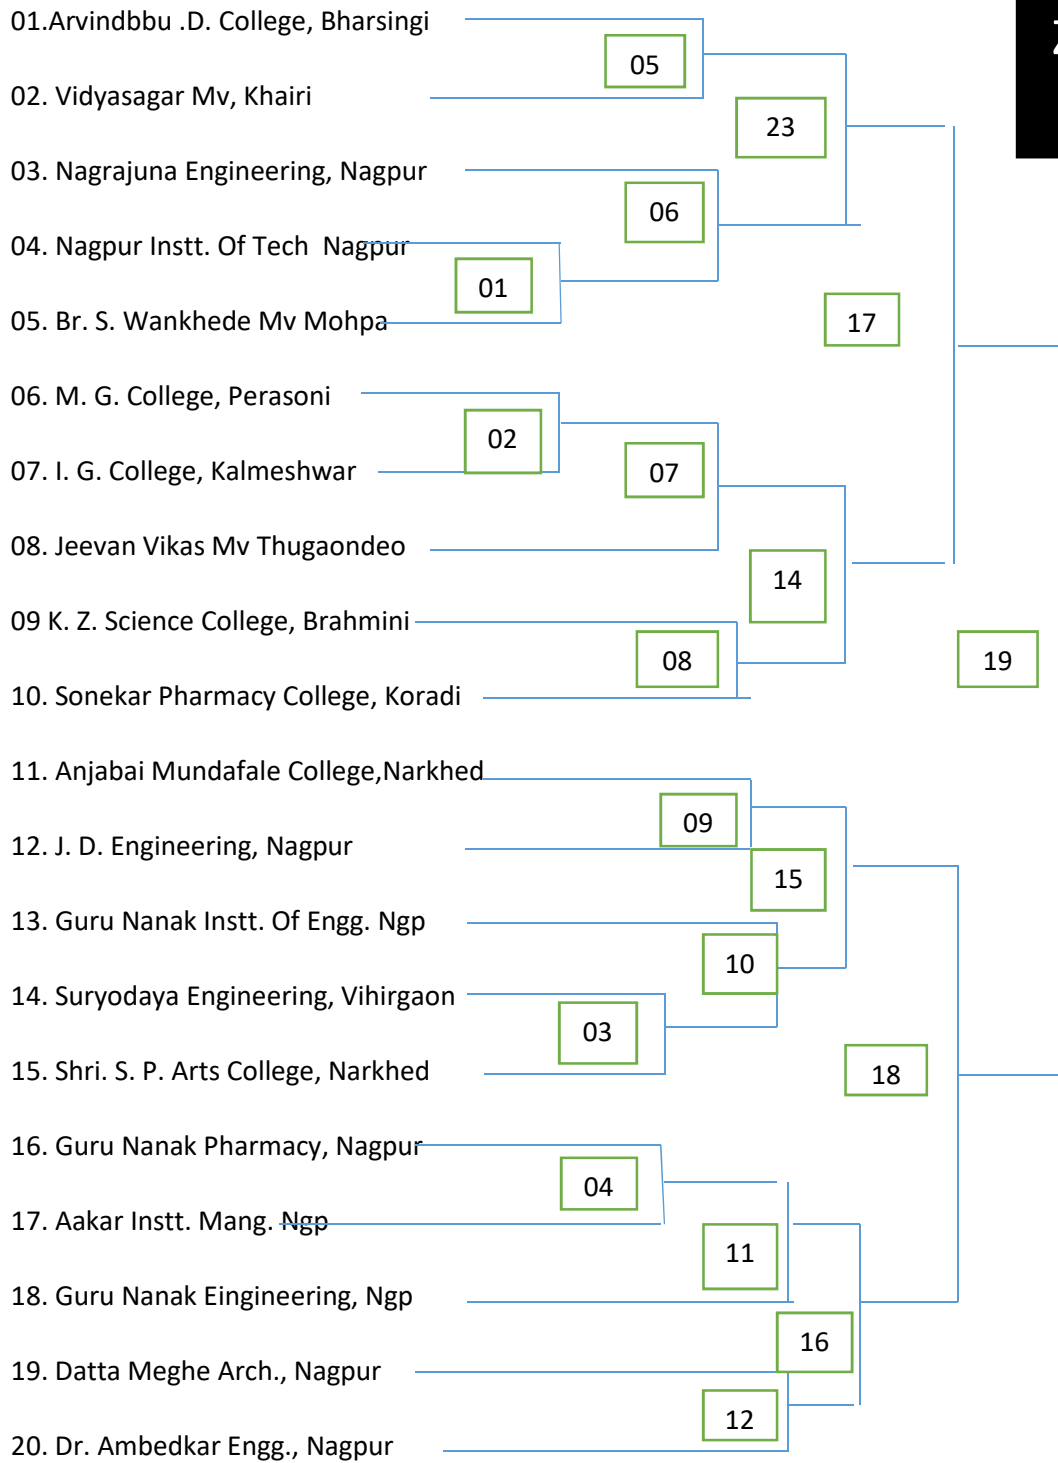 01.Arvindbbu .D. College, Bharsingi
05
02. Vidyasagar Mv, Khairi
23
03. Nagrajuna Engineering, Nagpur
06
04. Nagpur Instt. Of Tech  Nagpur
01
17
05. Br. S. Wankhede Mv Mohpa
06. M. G. College, Perasoni
02
07
07. I. G. College, Kalmeshwar
08. Jeevan Vikas Mv Thugaondeo
14
09 K. Z. Science College, Brahmini
08
19
10. Sonekar Pharmacy College, Koradi
11. Anjabai Mundafale College,Narkhed
09
12. J. D. Engineering, Nagpur
15
13. Guru Nanak Instt. Of Engg. Ngp
10
14. Suryodaya Engineering, Vihirgaon
03
15. Shri. S. P. Arts College, Narkhed
18
16. Guru Nanak Pharmacy, Nagpur
04
17. Aakar Instt. Mang. Ngp
11
18. Guru Nanak Eingineering, Ngp
16
19. Datta Meghe Arch., Nagpur
12
20. Dr. Ambedkar Engg., Nagpur